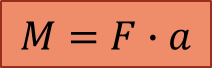 M = F · a